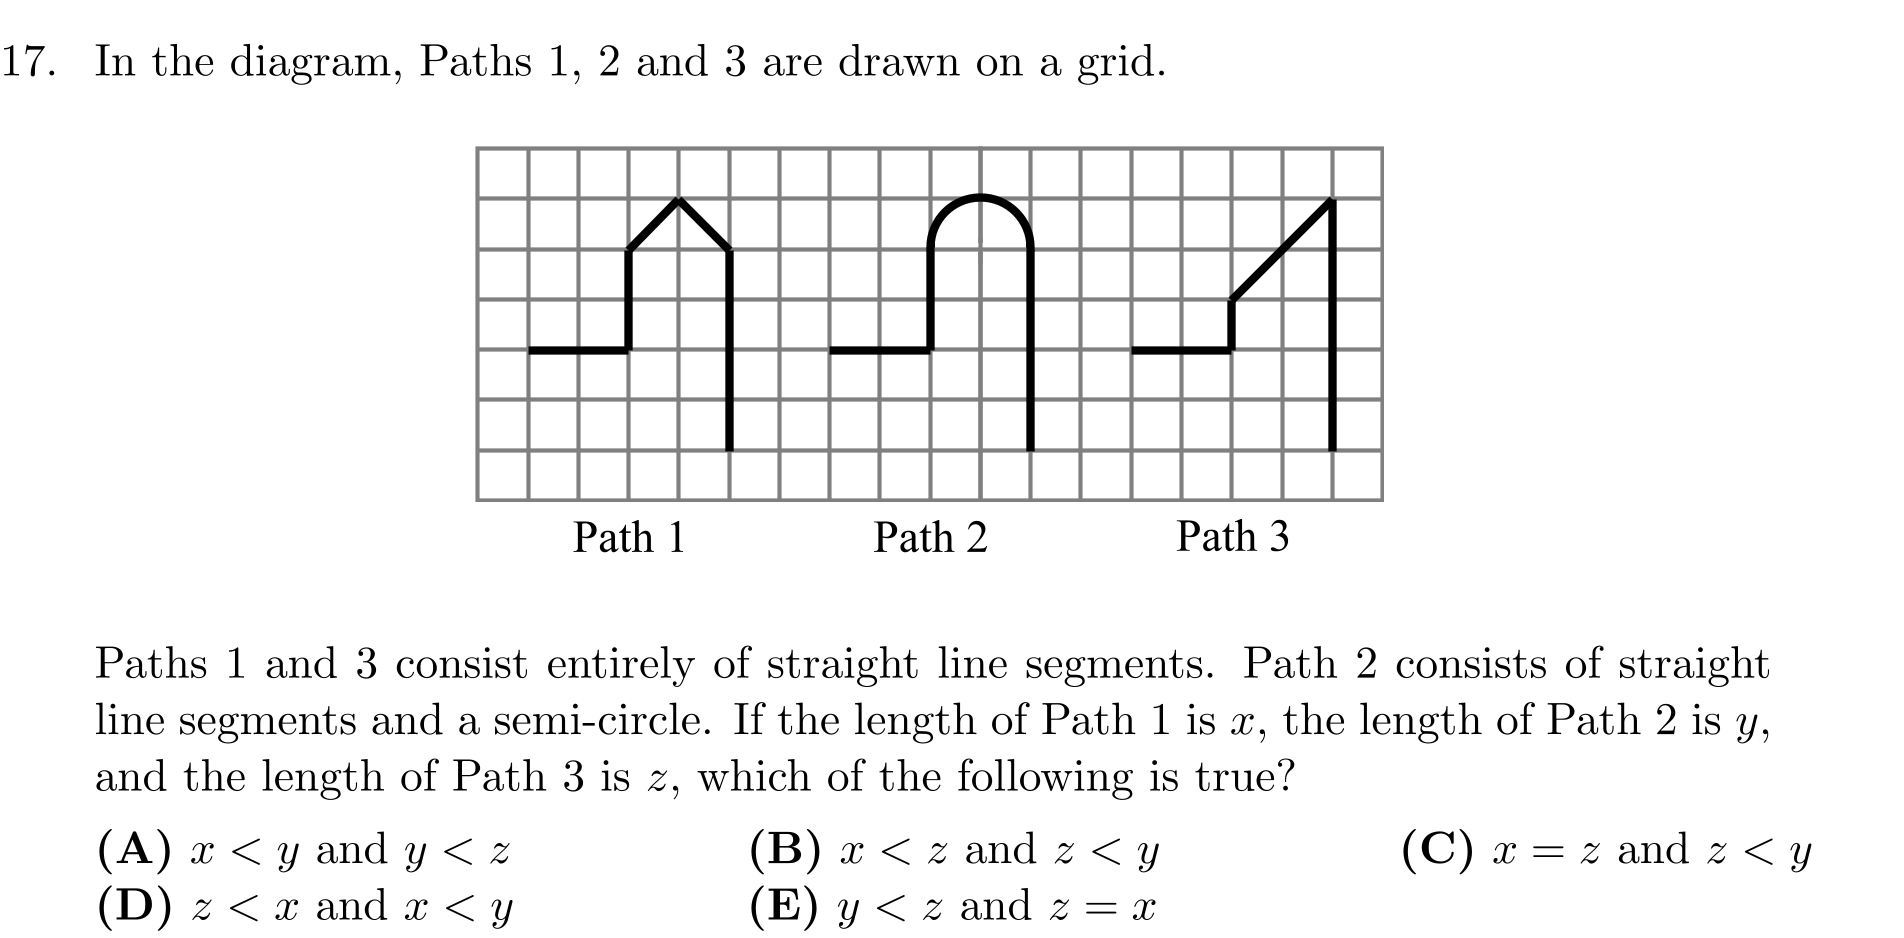 17. In the diagram, Paths 1, 2 and 3 are drawn on a grid.
Path 1 Path 2 Path 3
Paths 1 and 3 consist entirely of straight line segments. Path 2 consists of straight
line segments and a semi-circle. If the length of Path 1 is x, the length of Path 2 is y,
and the length of Path 3 is z, which of the following is true?
(A) x < y and y < z (B) x < z and z < y (C) x = z and z < y
(D) z < x and x < y (E) y < z and z = x